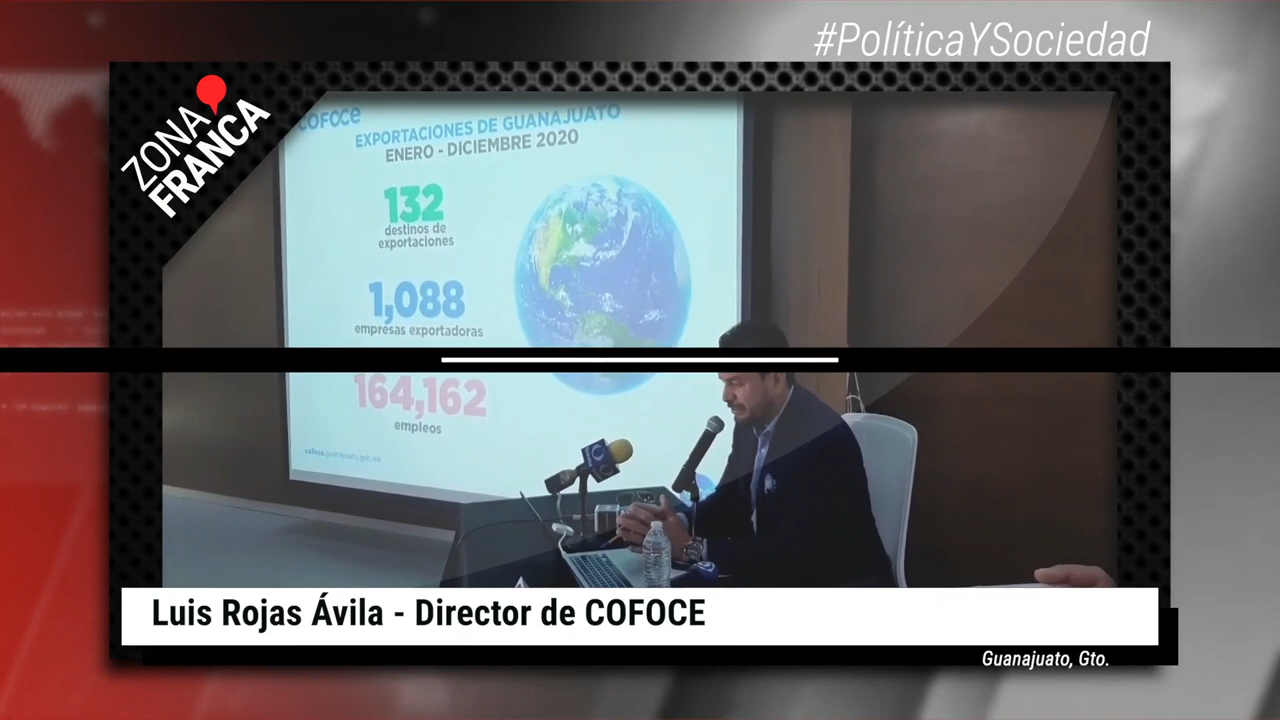 #PolíticaYSociedad
ZONA
FRANCA
COFOCE
EXPORTACIONES DE GUANAJUATO
ENERO - DICIEMBRE 2020
132
destinos de
exportaciones
1,088
empresas exportadoras
164,162
empleos
cofoce.guanajuato.gob.mx
Luis Rojas Ávila - Director de COFOCE
Guanajuato, Gto.